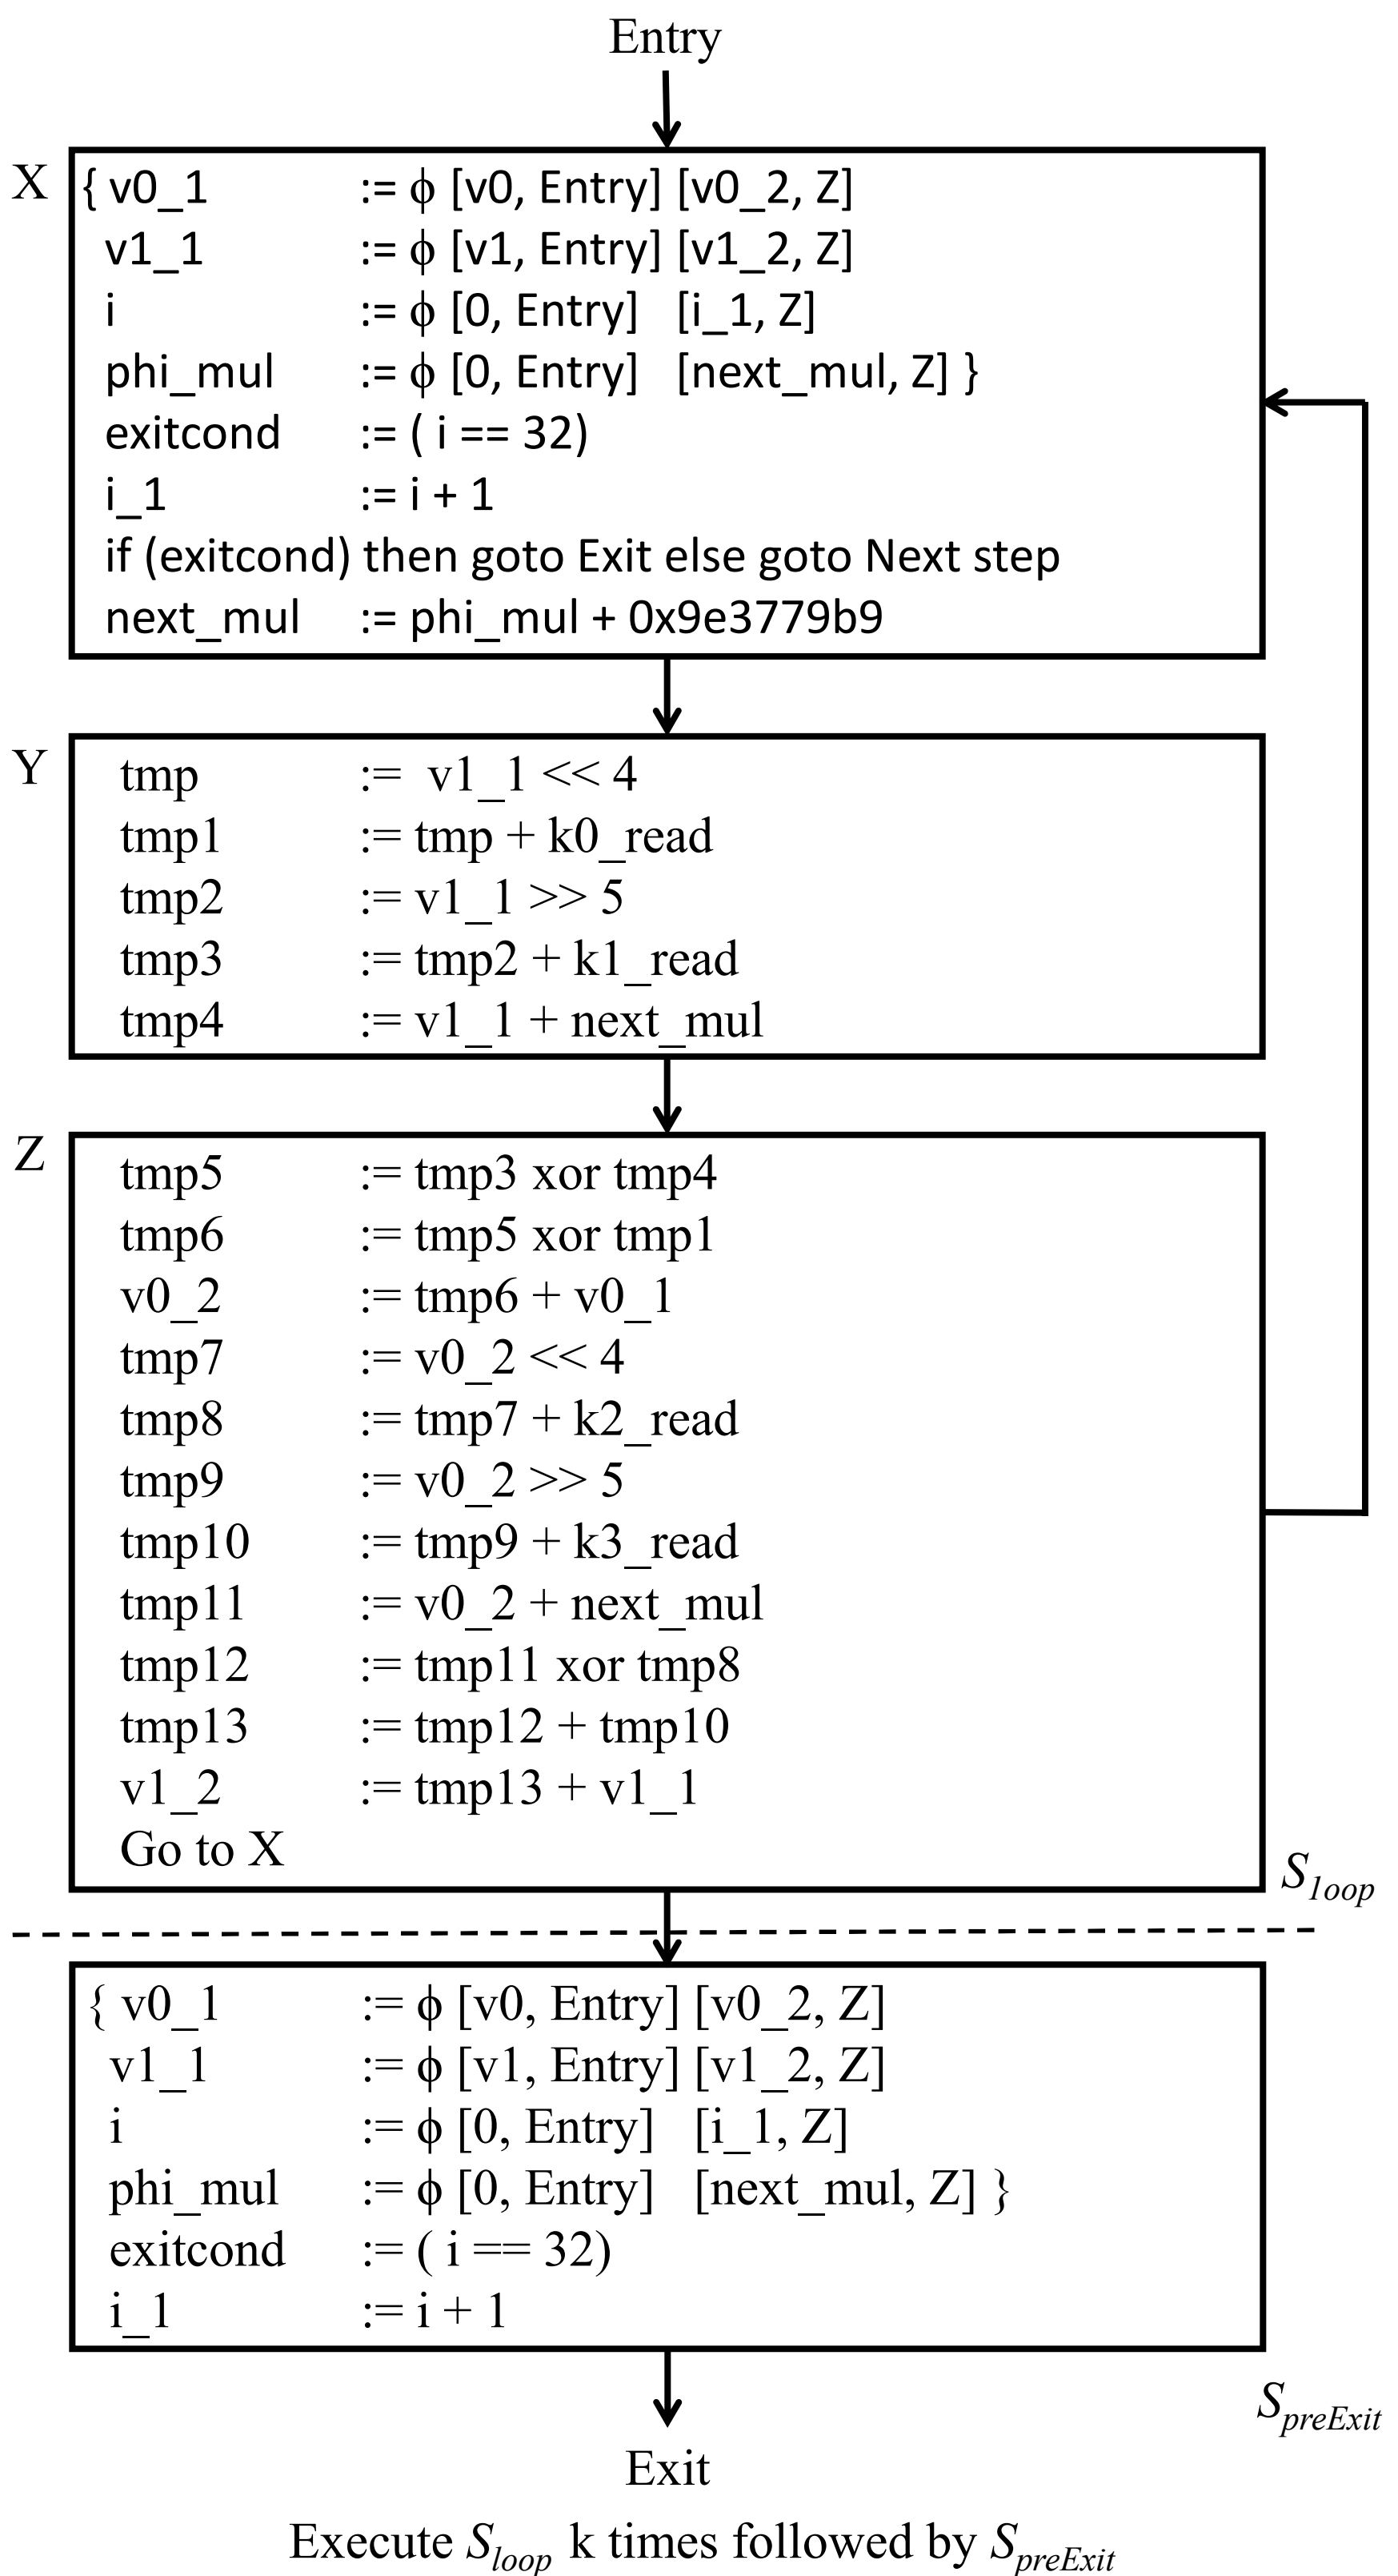 Entry
X
{ v0_1 := ϕ [v0, Entry] [v0_2, Z]
v1_1 := ϕ [v1, Entry] [v1_2, Z]
i := ϕ [0, Entry] [i_1, Z]
phi_mul := ϕ [0, Entry] [next_mul, Z] }
exitcond := ( i == 32)
i_1 := i + 1
if (exitcond) then goto Exit else goto Next step
next_mul := phi_mul + 0x9e3779b9
Y
tmp := v1_1 << 4
tmp1 := tmp + k0_read
tmp2 := v1_1 >> 5
tmp3 := tmp2 + k1_read
tmp4 := v1_1 + next_mul
Z
tmp5 := tmp3 xor tmp4
tmp6 := tmp5 xor tmp1
v0_2 := tmp6 + v0_1
tmp7 := v0_2 << 4
tmp8 := tmp7 + k2_read
tmp9 := v0_2 >> 5
tmp10 := tmp9 + k3_read
tmp11 := v0_2 + next_mul
tmp12 := tmp11 xor tmp8
tmp13 := tmp12 + tmp10
v1_2 := tmp13 + v1_1
Go to X
S_loop
{ v0_1 := ϕ [v0, Entry] [v0_2, Z]
v1_1 := ϕ [v1, Entry] [v1_2, Z]
i := ϕ [0, Entry] [i_1, Z]
phi_mul := ϕ [0, Entry] [next_mul, Z] }
exitcond := ( i == 32)
i_1 := i + 1
S_preExit
Exit
Execute S_loop k times followed by S_preExit